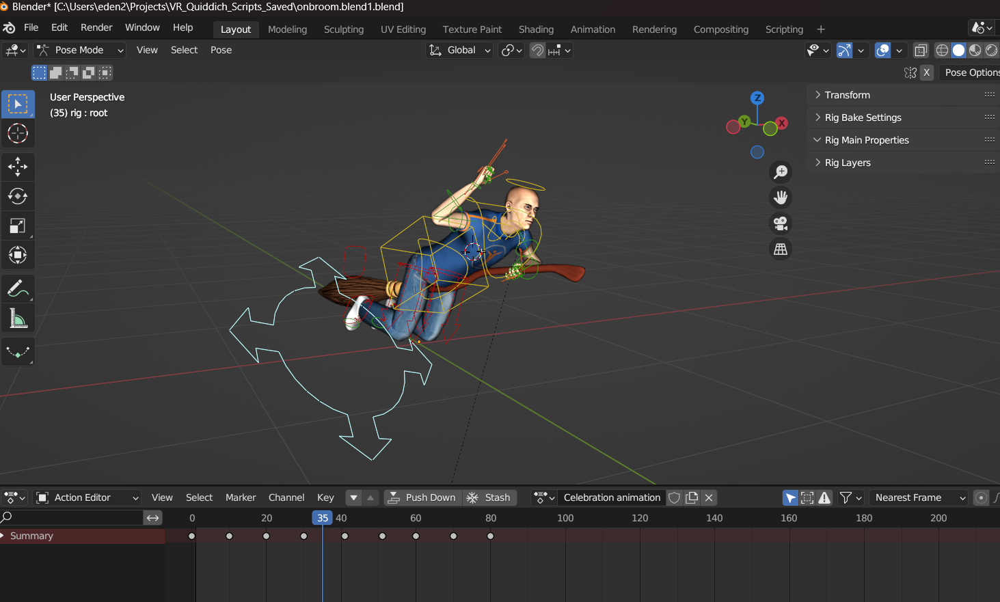 Blender* [C:\Users\eden2\Projects\VR_Quiddich_Scripts_Saved\onbroom.blend1.blend]
File Edit Render Window Help Layout Modeling Sculpting UV Editing Texture Paint Shading Animation Rendering Compositing Scripting +
Pose Mode View Select Pose Global
X Pose Options
User Perspective
(35) rig : root
Z
Y
X
Transform
Rig Bake Settings
Rig Main Properties
Rig Layers
Action Editor View Select Marker Channel Key Push Down Stash Celebration animation Nearest Frame
0 20 35 40 60 80 100 120 140 160 180 200
Summary